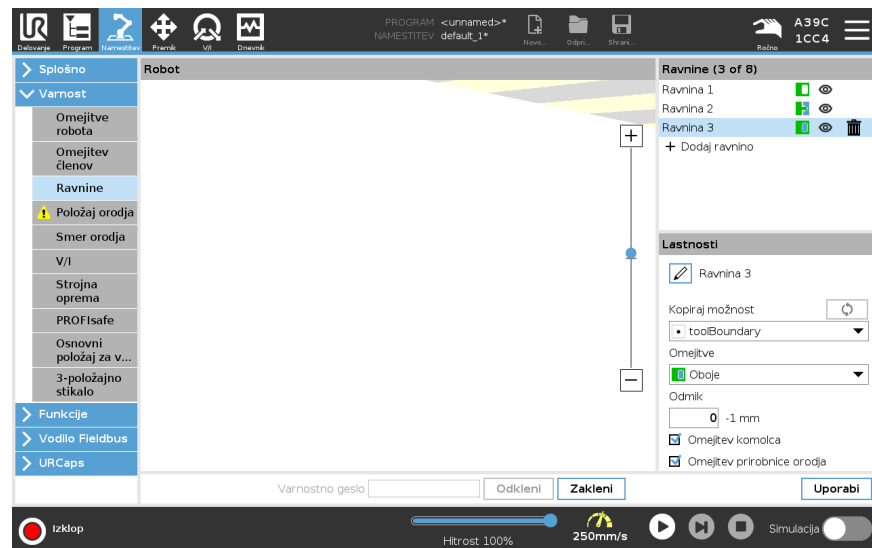 PROGRAM <unnamed>*
NAMESTITEV default_1*
A39C
1CC4
Delovanje
Program
Namestitev
Premik
V/I
Dnevnik
Novo...
Odpri...
Shrani...
Ročno
Splošno
Varnost
Omejitve
robota
Omejitev
členov
Ravnine
Položaj orodja
Smer orodja
V/I
Strojna
oprema
PROFIsafe
Osnovni
položaj za v...
3-položajno
stikalo
Funkcije
Vodilo Fieldbus
URCaps
Robot
Ravnine (3 of 8)
Ravnina 1
Ravnina 2
Ravnina 3
Dodaj ravnino
Lastnosti
Ravnina 3
Kopiraj možnost
toolBoundary
Omejitve
Oboje
Odmik
0 -1 mm
Omejitev komolca
Omejitev prirobnice orodja
Varnostno geslo
Odkleni
Zakleni
Uporabi
Izklop
Hitrost 100%
250mm/s
Simulacija